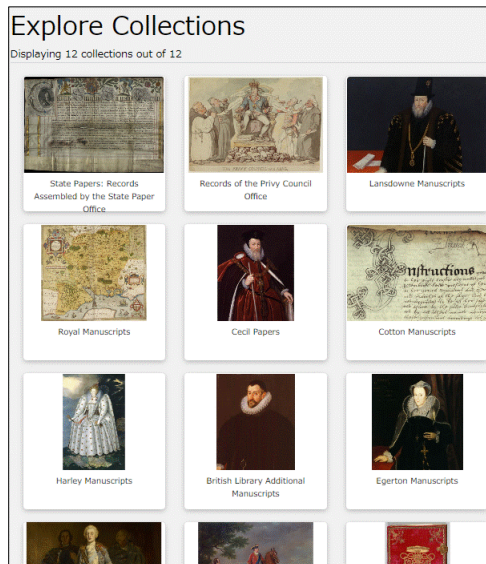 Explore Collections
Displaying 12 collections out of 12
State Papers: Records
Assembled by the State Paper
Office
Records of the Privy Council
Office
Lansdowne Manuscripts
Royal Manuscripts
Cecil Papers
Instructions
Cotton Manuscripts
Harley Manuscripts
British Library Additional
Manuscripts
Egerton Manuscripts